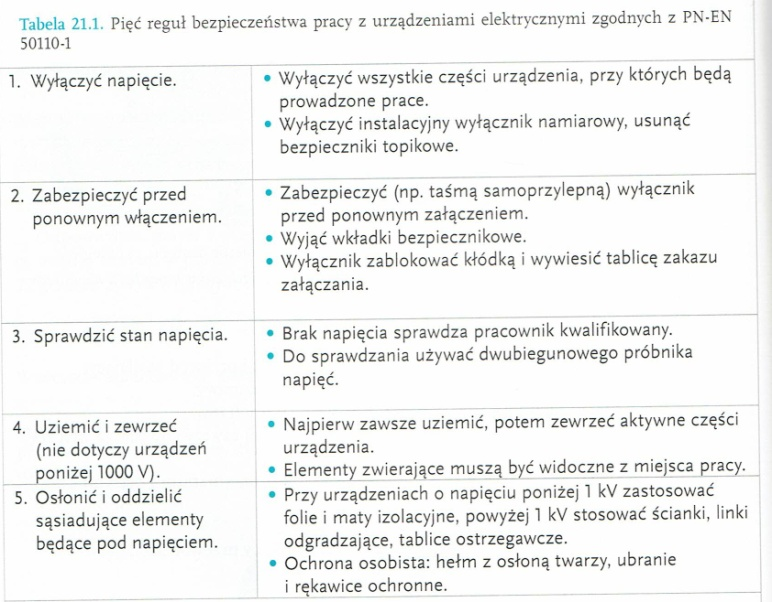 Tabela 21.1. Pięć reguł bezpieczeństwa pracy z urządzeniami elektrycznymi zgodnych z PN-EN
50110-1
1. Wyłączyć napięcie.
• Wyłączyć wszystkie części urządzenia, przy których będą
prowadzone prace.
• Wyłączyć instalacyjny wyłącznik namiarowy, usunąć
bezpieczniki topikowe.
2. Zabezpieczyć przed
ponownym włączeniem.
• Zabezpieczyć (np. taśmą samoprzylepną) wyłącznik
przed ponownym załączeniem.
• Wyjąć wkładki bezpiecznikowe.
• Wyłącznik zablokować kłódką i wywiesić tablicę zakazu
załączania.
3. Sprawdzić stan napięcia.
• Brak napięcia sprawdza pracownik kwalifikowany.
• Do sprawdzania używać dwubiegunowego próbnika
napięć.
4. Uziemić i zewrzeć
(nie dotyczy urządzeń
poniżej 1000 V).
• Najpierw zawsze uziemić, potem zewrzeć aktywne części
urządzenia.
• Elementy zwierające muszą być widoczne z miejsca pracy.
5. Osłonić i oddzielić
sąsiadujące elementy
będące pod napięciem.
• Przy urządzeniach o napięciu poniżej 1 kV zastosować
folie i maty izolacyjne, powyżej 1 kV stosować ścianki, linki
odgradzające, tablice ostrzegawcze.
• Ochrona osobista: hełm z osłoną twarzy, ubranie
i rękawice ochronne.